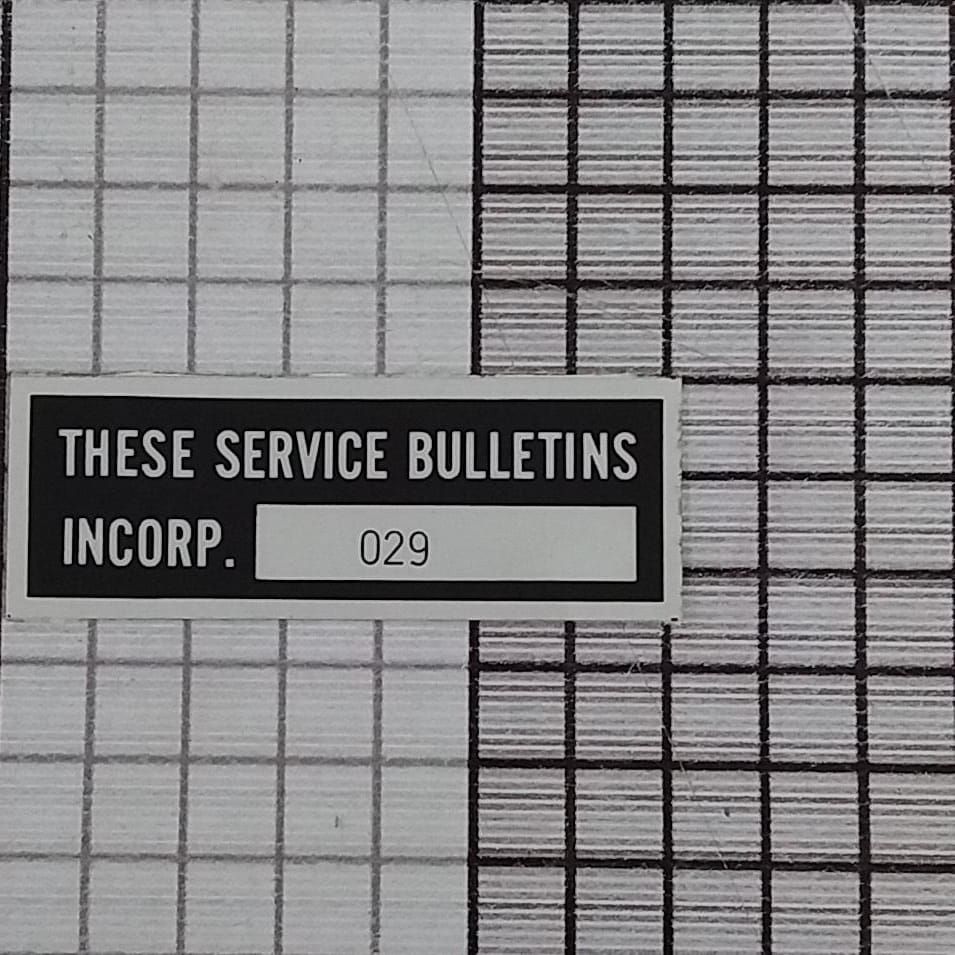 THESE SERVICE BULLETINS
INCORP. 029